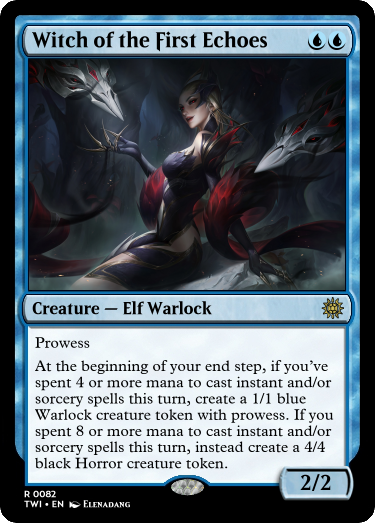 Witch of the First Echoes
Creature — Elf Warlock
Prowess
At the beginning of your end step, if you've
spent 4 or more mana to cast instant and/or
sorcery spells this turn, create a 1/1 blue
Warlock creature token with prowess. If you
spent 8 or more mana to cast instant and/or
sorcery spells this turn, instead create a 4/4
black Horror creature token.
2/2
R 0082
TWI • EN Elenadang